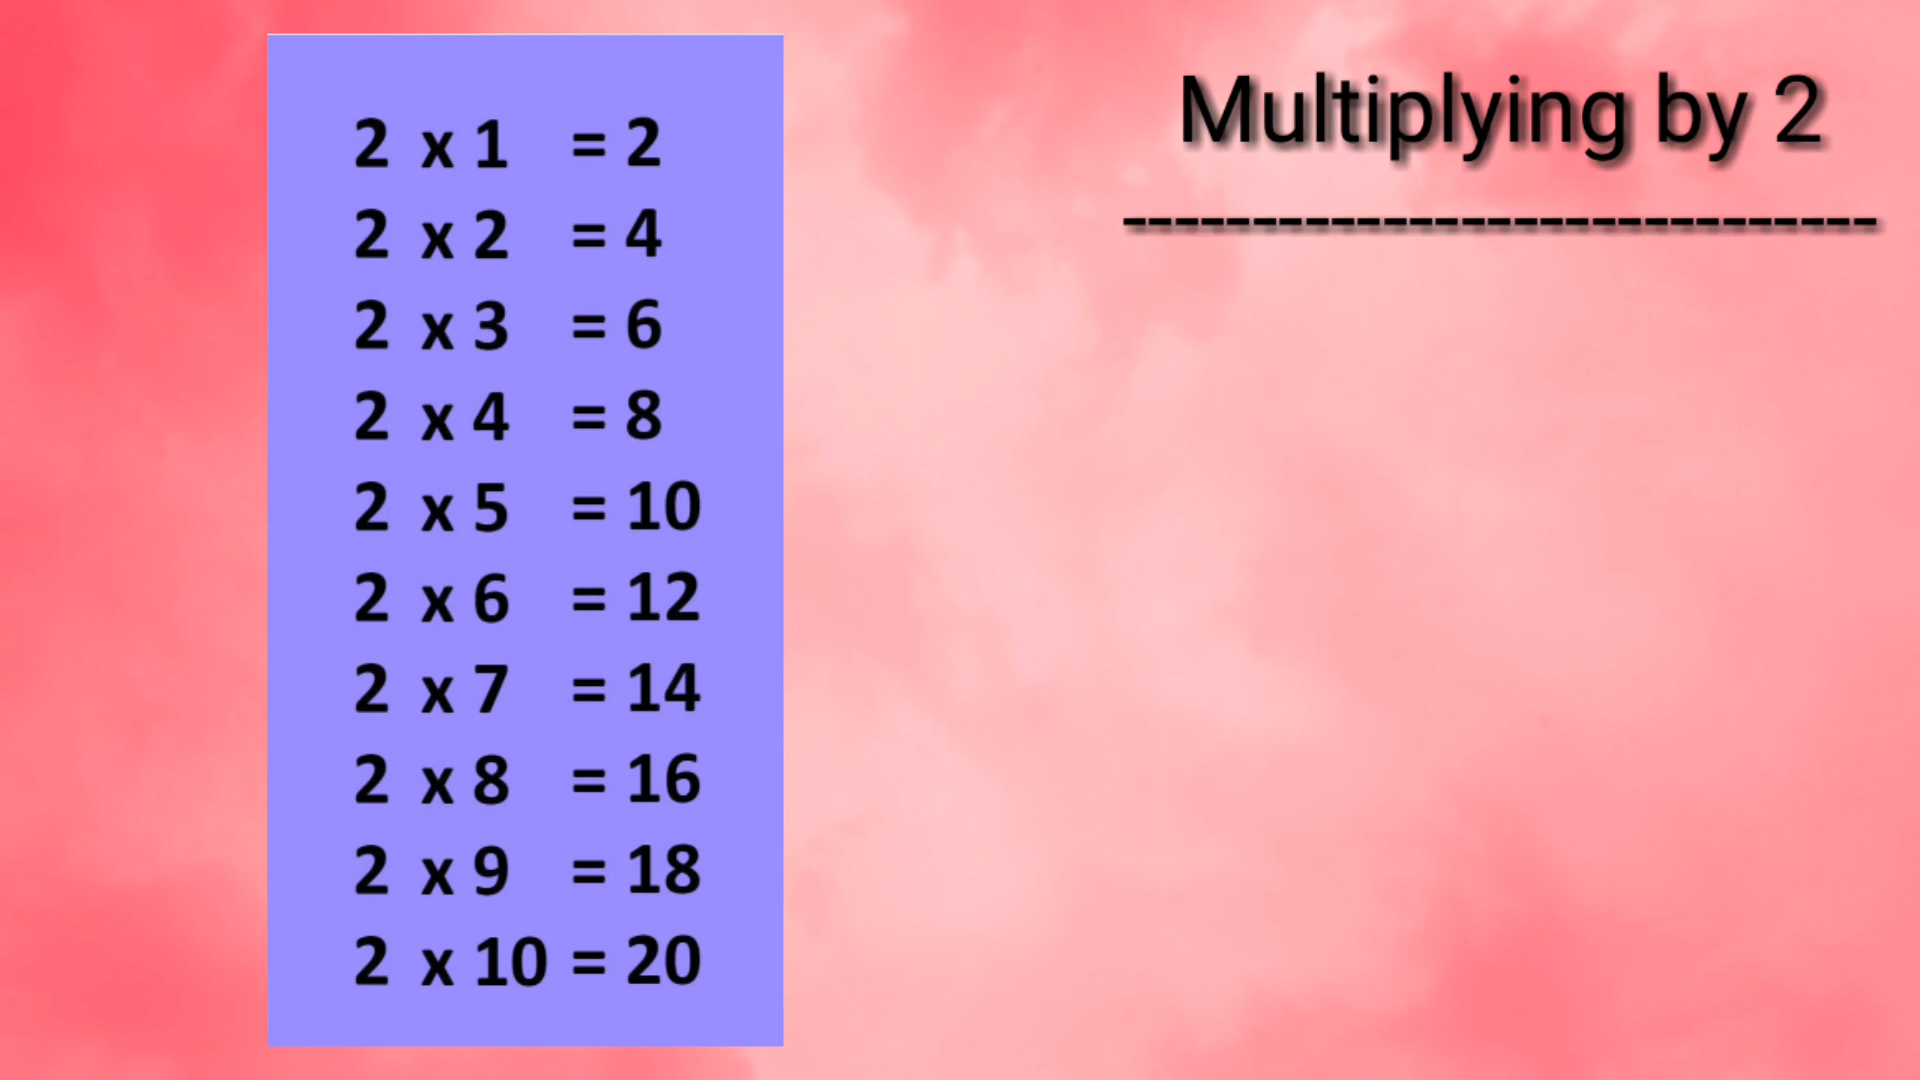 2 x 1 = 2
2 x 2 = 4
2 x 3 = 6
2 x 4 = 8
2 x 5 = 10
2 x 6 = 12
2 x 7 = 14
2 x 8 = 16
2 x 9 = 18
2 x 10 = 20
Multiplying by 2
-----------------------------